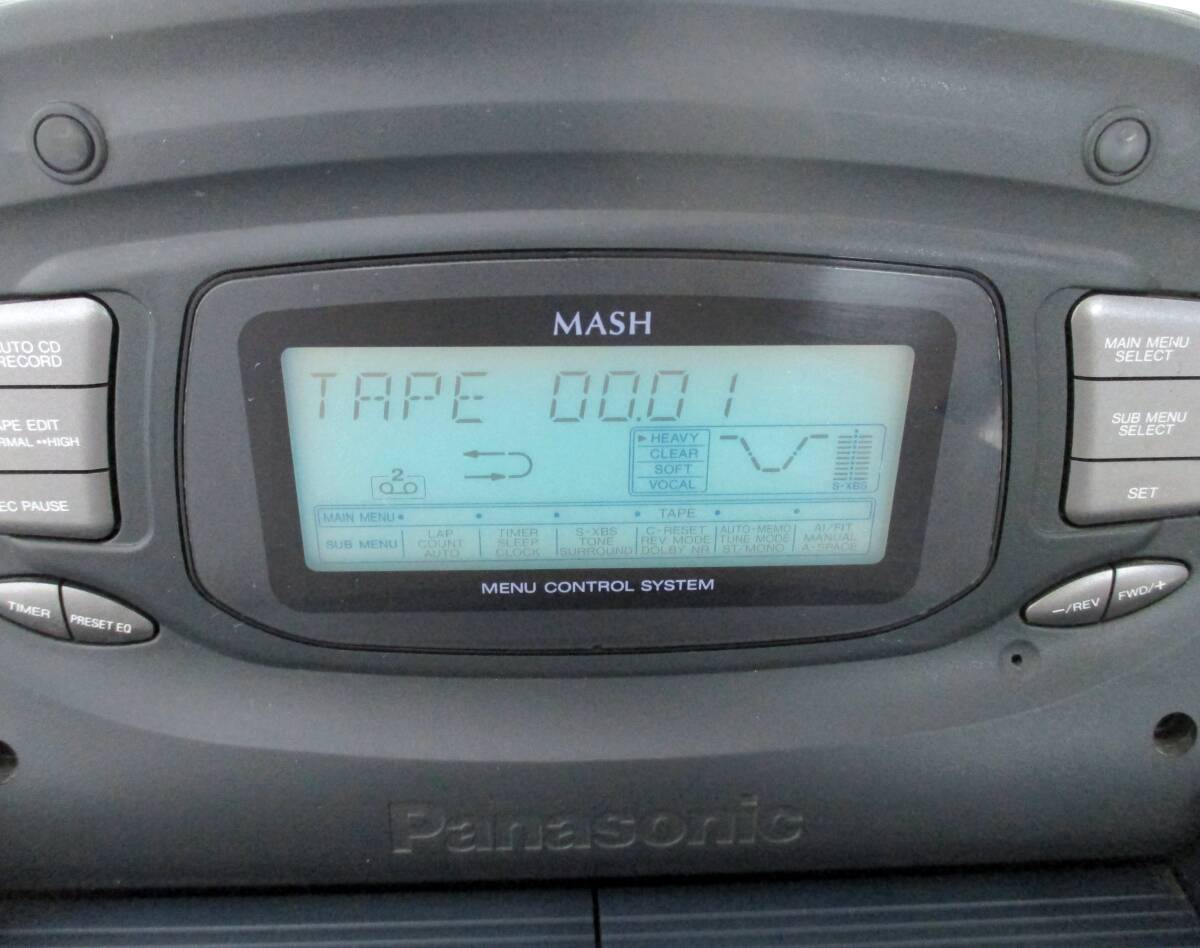 MASH
TAPE 00.01
▶HEAVY
CLEAR
SOFT
VOCAL
S-XBS
2
MAIN MENU TAPE
SUB MENU
LAP
COUNT
AUTO
TIMER
SLEEP
CLOCK
S-XBS
TONE
SURROUND
C-RESET
REV MODE
DOLBY NR
AUTO-MEMO
TUNE MODE
ST/MONO
AI/FIT
MANUAL
A-SPACE
MENU CONTROL SYSTEM
UTO CD
RECORD
APE EDIT
RMAL ↔HIGH
EC PAUSE
TIMER
PRESET EQ
MAIN MENU
SELECT
SUB MENU
SELECT
SET
−/REV
FWD/+
Panasonic